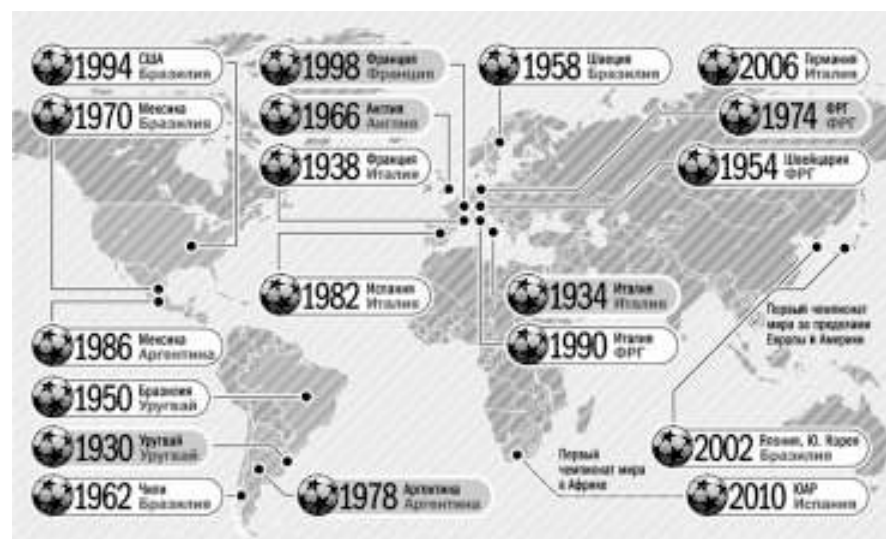 1994 США
Бразилия
1970 Мексика
Бразилия
1998 Франция
Франция
1966 Англия
Англия
1938 Франция
Италия
1958 Швеция
Бразилия
2006 Германия
Италия
1974 ФРГ
ФРГ
1954 Швейцария
ФРГ
1982 Испания
Италия
1934 Италия
Италия
1990 Италия
ФРГ
Первый чемпионат
мира за пределами
Европы и Америки
1986 Мексика
Аргентина
1950 Бразилия
Уругвай
1930 Уругвай
Уругвай
1962 Чили
Бразилия
1978 Аргентина
Аргентина
Первый
чемпионат мира
в Африке
2002 Япония, Ю. Корея
Бразилия
2010 ЮАР
Испания